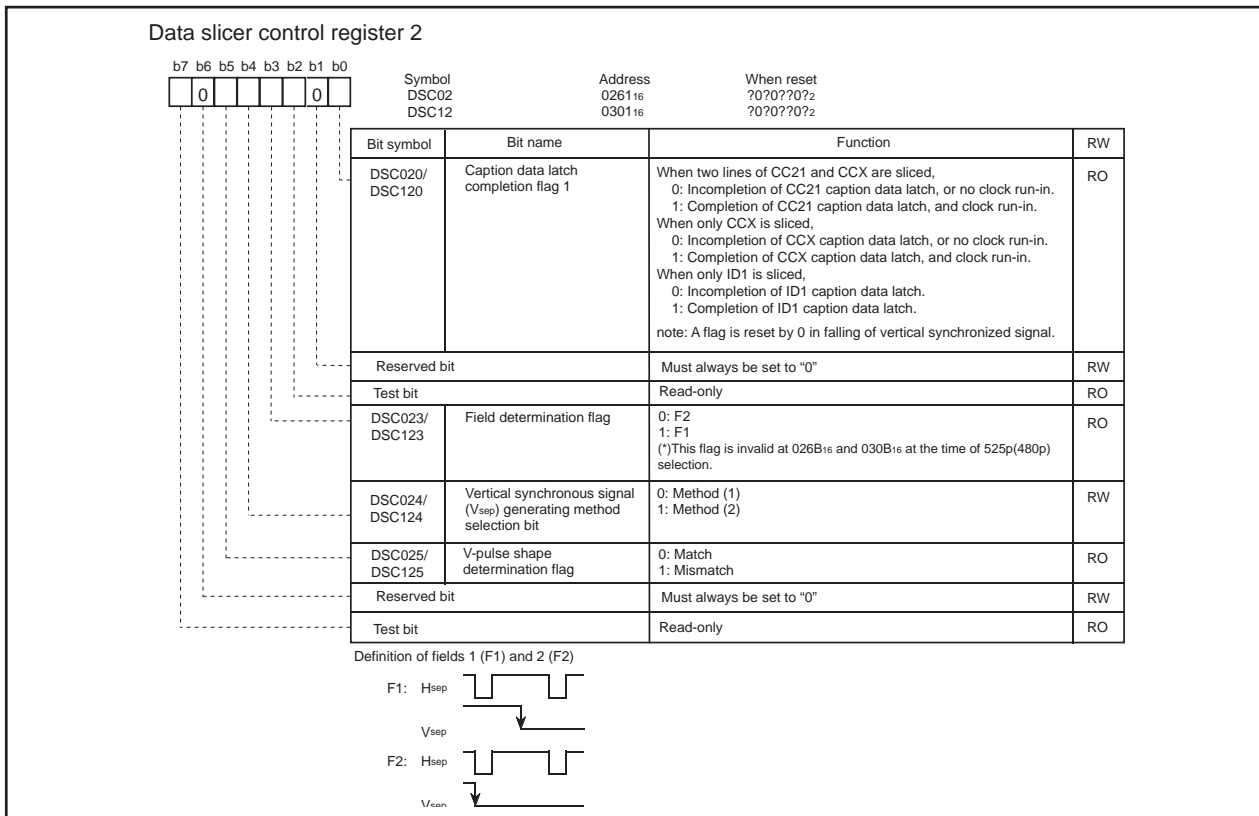 Data slicer control register 2
b7 b6 b5 b4 b3 b2 b1 b0
0 0
Symbol Address When reset
DSC02 026116 ?0?0??0?2
DSC12 030116 ?0?0??0?2
Bit symbol Bit name Function RW
DSC020/ Caption data latch When two lines of CC21 and CCX are sliced, RO
DSC120 completion flag 1 0: Incompletion of CC21 caption data latch, or no clock run-in.
1: Completion of CC21 caption data latch, and clock run-in.
When only CCX is sliced,
0: Incompletion of CCX caption data latch, or no clock run-in.
1: Completion of CCX caption data latch, and clock run-in.
When only ID1 is sliced,
0: Incompletion of ID1 caption data latch.
1: Completion of ID1 caption data latch.
note: A flag is reset by 0 in falling of vertical synchronized signal.
Reserved bit Must always be set to “0” RW
Test bit Read-only RO
DSC023/ Field determination flag 0: F2 RO
DSC123 1: F1
(*)This flag is invalid at 026B16 and 030B16 at the time of 525p(480p)
selection.
DSC024/ Vertical synchronous signal 0: Method (1) RW
DSC124 (Vsep) generating method 1: Method (2)
selection bit
DSC025/ V-pulse shape 0: Match RO
DSC125 determination flag 1: Mismatch
Reserved bit Must always be set to “0” RW
Test bit Read-only RO
Definition of fields 1 (F1) and 2 (F2)
F1: Hsep
Vsep
F2: Hsep
Vsep